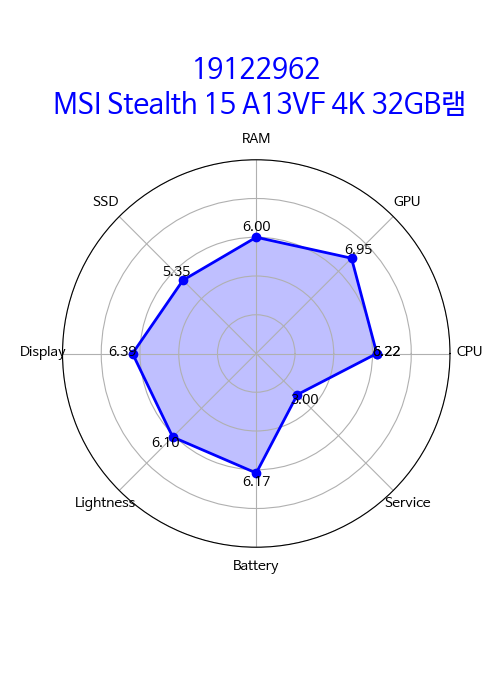 19122962
MSI Stealth 15 A13VF 4K 32GB램
RAM
SSD
GPU
6.00
6.95
5.35
Display
6.39
6.22
CPU
3.00
6.10
6.17
Lightness
Service
Battery